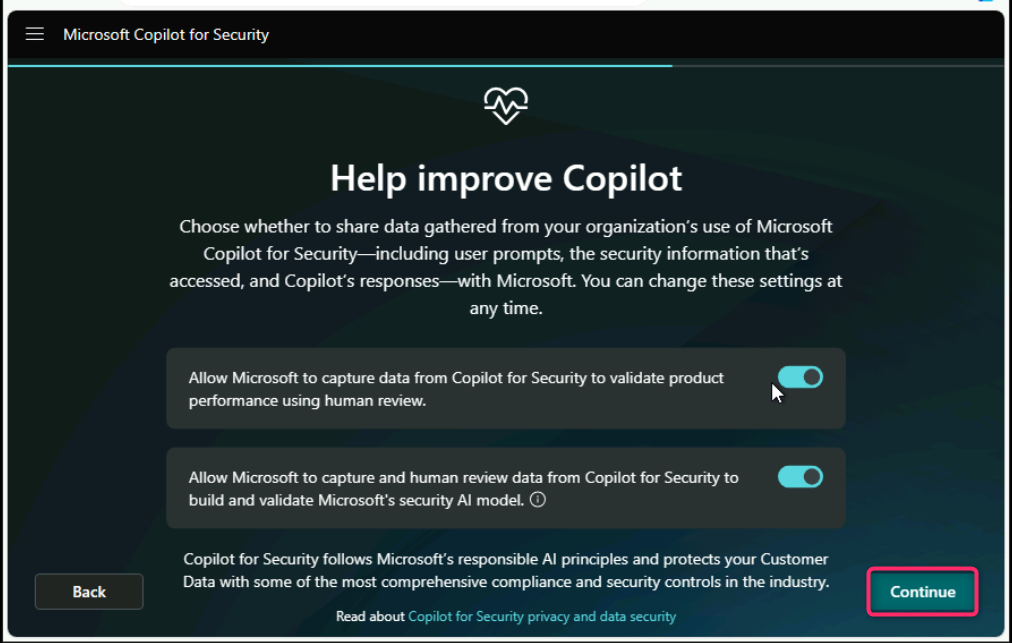 Microsoft Copilot for Security
Help improve Copilot
Choose whether to share data gathered from your organization's use of Microsoft
Copilot for Security—including user prompts, the security information that's
accessed, and Copilot's responses—with Microsoft. You can change these settings at
any time.
Allow Microsoft to capture data from Copilot for Security to validate product
performance using human review.
Allow Microsoft to capture and human review data from Copilot for Security to
build and validate Microsoft's security AI model.
Copilot for Security follows Microsoft's responsible AI principles and protects your Customer
Data with some of the most comprehensive compliance and security controls in the industry.
Back
Continue
Read about Copilot for Security privacy and data security